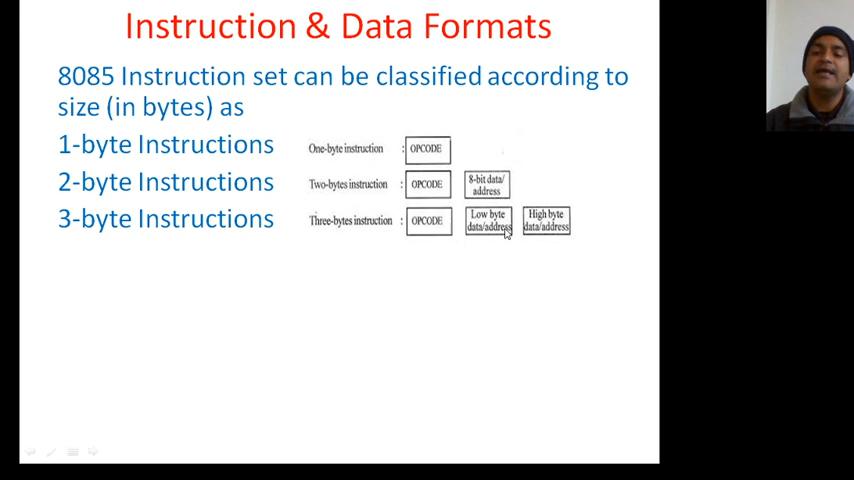 Instruction & Data Formats
8085 Instruction set can be classified according to
size (in bytes) as
1-byte Instructions
One-byte instruction : OPCODE
2-byte Instructions
Two-bytes instruction : OPCODE 8-bit data/
address
3-byte Instructions
Three-bytes instruction : OPCODE Low byte
data/address High byte
data/address